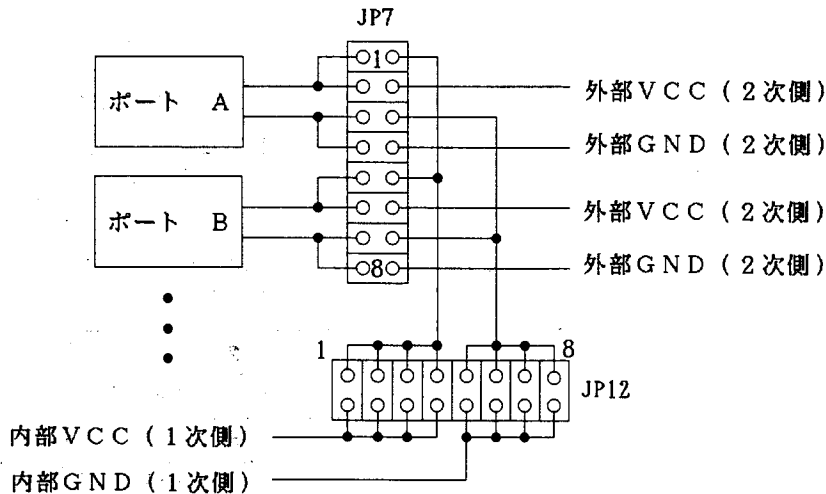 JP7
1
ポート A
外部VCC(2次側)
外部GND(2次側)
ポート B
外部VCC(2次側)
8
外部GND(2次側)
1
8
JP12
内部VCC(1次側)
内部GND(1次側)